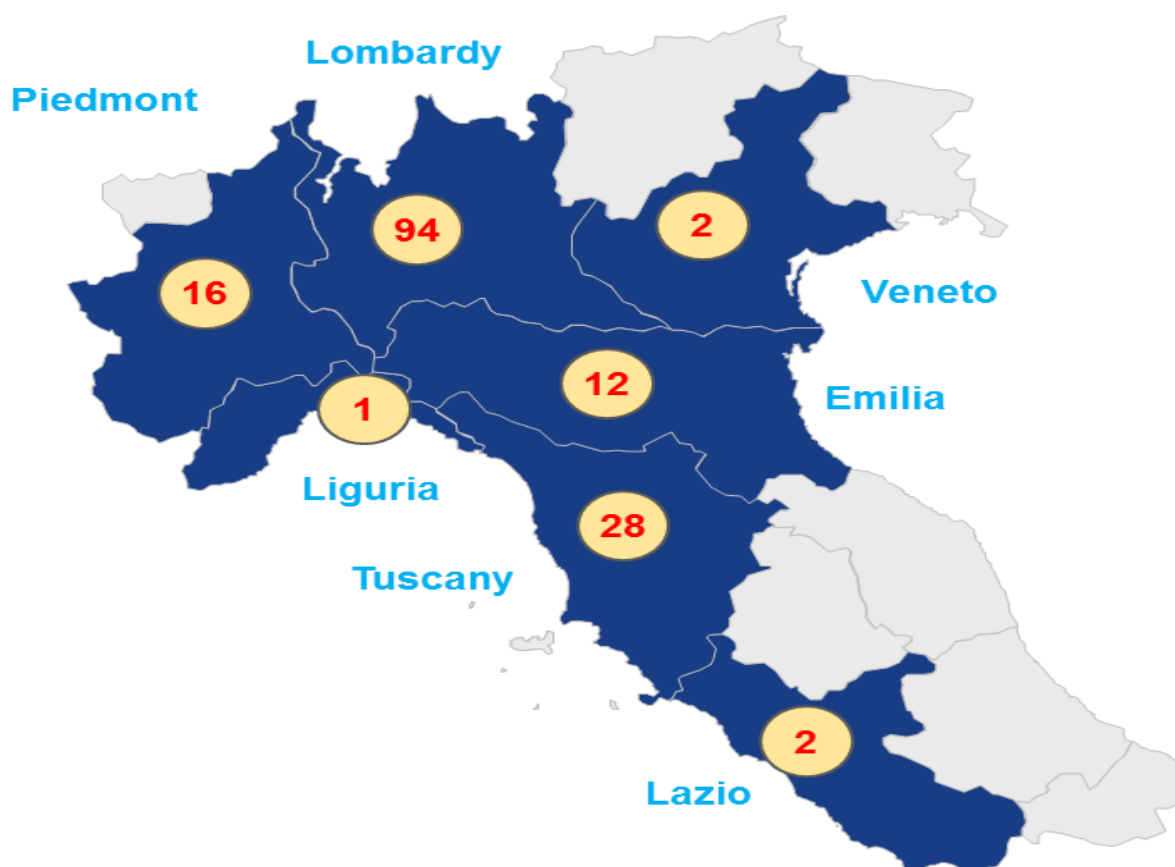 Lombardy
Piedmont
94
2
16
Veneto
12
Emilia
1
Liguria
28
Tuscany
2
Lazio